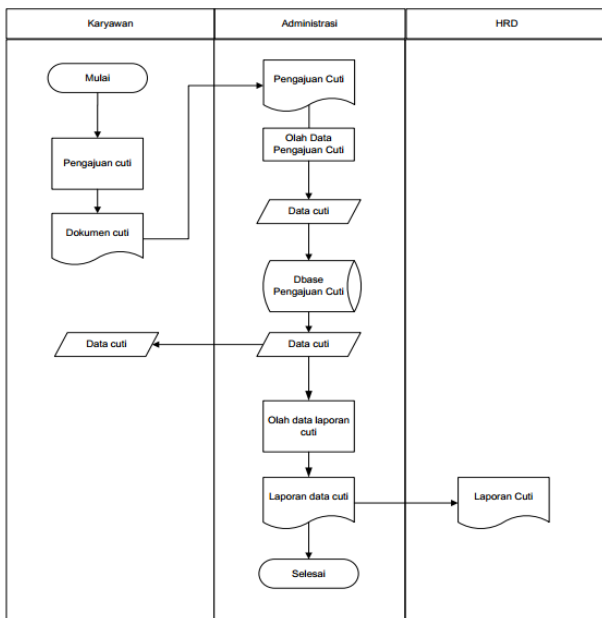 Karyawan
Administrasi
HRD
Mulai
Pengajuan cuti
Dokumen cuti
Data cuti
Pengajuan Cuti
Olah Data
Pengajuan Cuti
Data cuti
Dbase
Pengajuan Cuti
Data cuti
Olah data laporan
cuti
Laporan data cuti
Selesai
Laporan Cuti